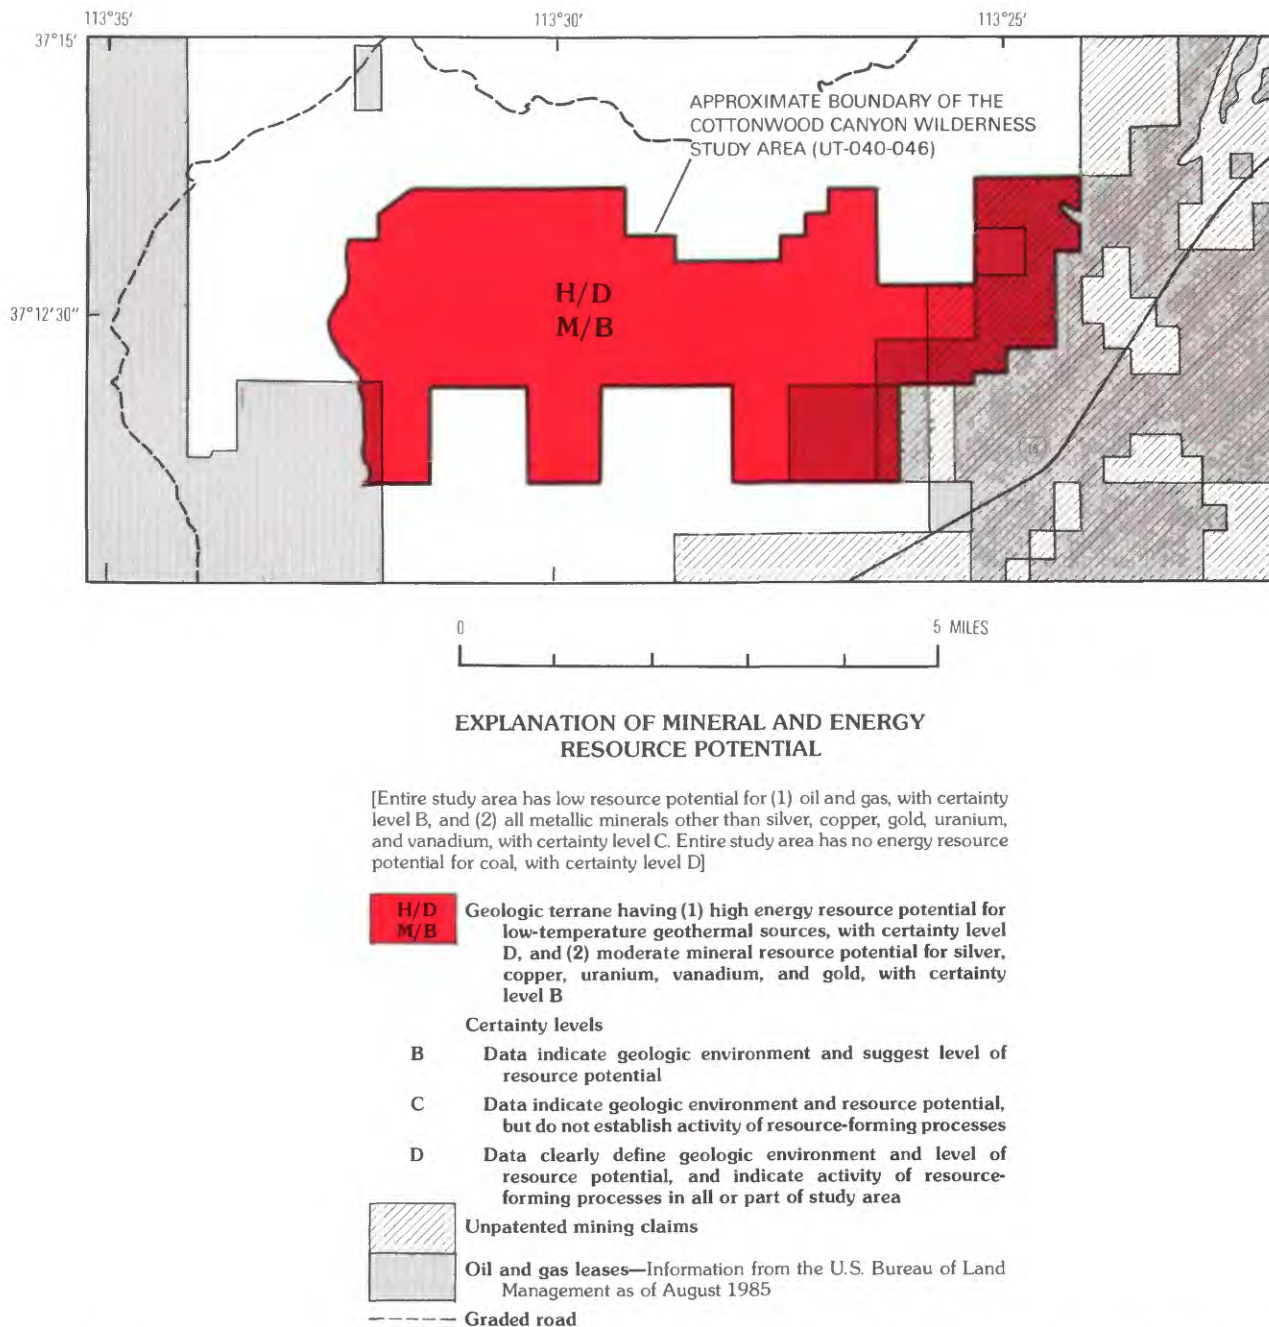 113°35′ 113°30′ 113°25′
37°15′
APPROXIMATE BOUNDARY OF THE
COTTONWOOD CANYON WILDERNESS
STUDY AREA (UT-040-046)
H/D
M/B
37°12′30″
0 5 MILES
EXPLANATION OF MINERAL AND ENERGY
RESOURCE POTENTIAL
[Entire study area has low resource potential for (1) oil and gas, with certainty
level B, and (2) all metallic minerals other than silver, copper, gold, uranium,
and vanadium, with certainty level C. Entire study area has no energy resource
potential for coal, with certainty level D]
H/D Geologic terrane having (1) high energy resource potential for
M/B low-temperature geothermal sources, with certainty level
D, and (2) moderate mineral resource potential for silver,
copper, uranium, vanadium, and gold, with certainty
level B
Certainty levels
B Data indicate geologic environment and suggest level of
resource potential
C Data indicate geologic environment and resource potential,
but do not establish activity of resource-forming processes
D Data clearly define geologic environment and level of
resource potential, and indicate activity of resource-
forming processes in all or part of study area
Unpatented mining claims
Oil and gas leases—Information from the U.S. Bureau of Land
Management as of August 1985
Graded road